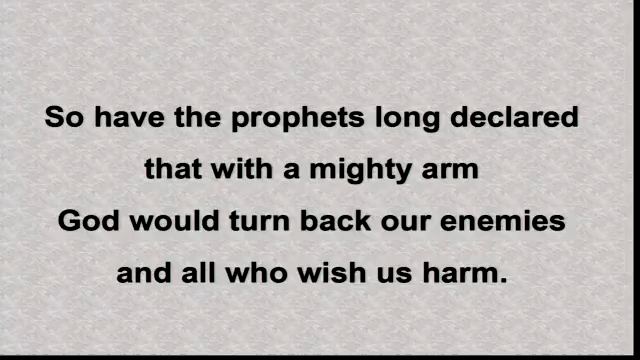 So have the prophets long declared
that with a mighty arm
God would turn back our enemies
and all who wish us harm.